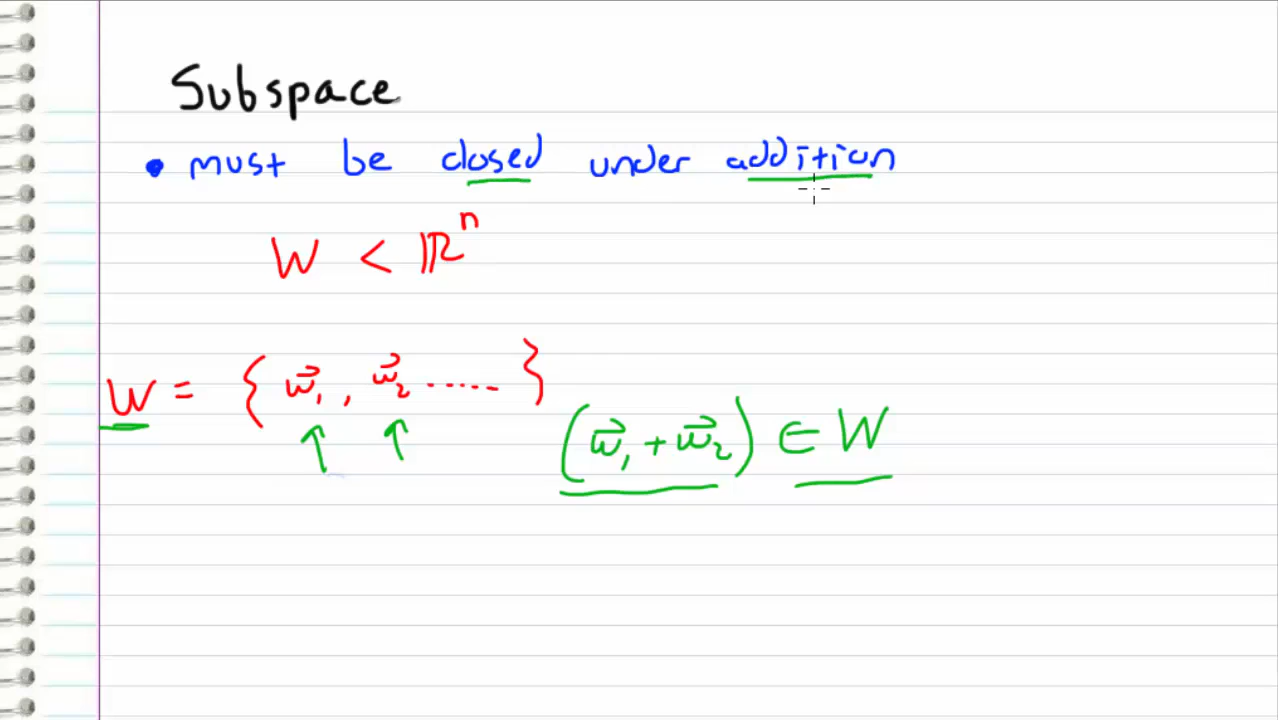 Subspace
• must be closed under addition
W < ℝⁿ
W = { w⃗₁, w⃗₂ ..... }
↑ ↑ (w⃗₁ + w⃗₂) ∈ W